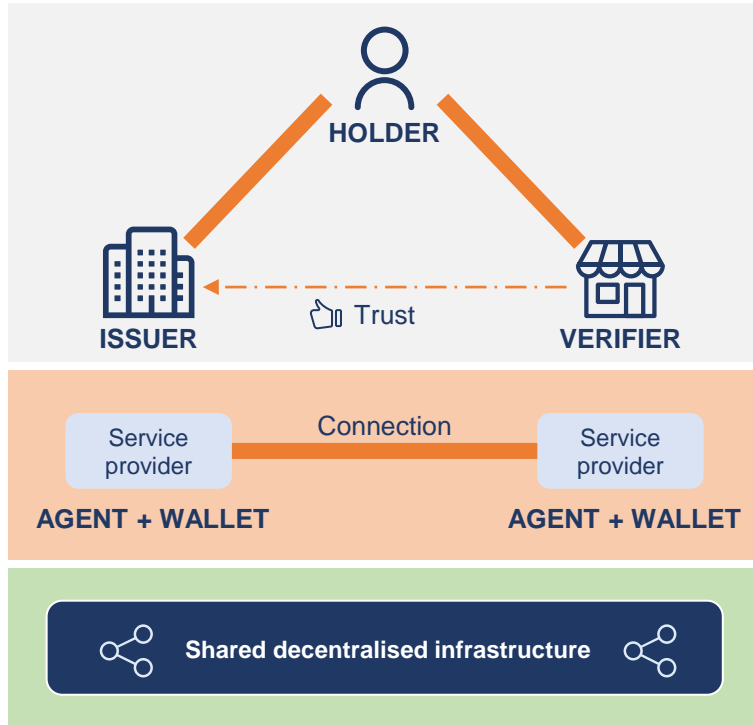 HOLDER
Trust
ISSUER
VERIFIER
Connection
Service
provider
Service
provider
AGENT + WALLET
AGENT + WALLET
Shared decentralised infrastructure